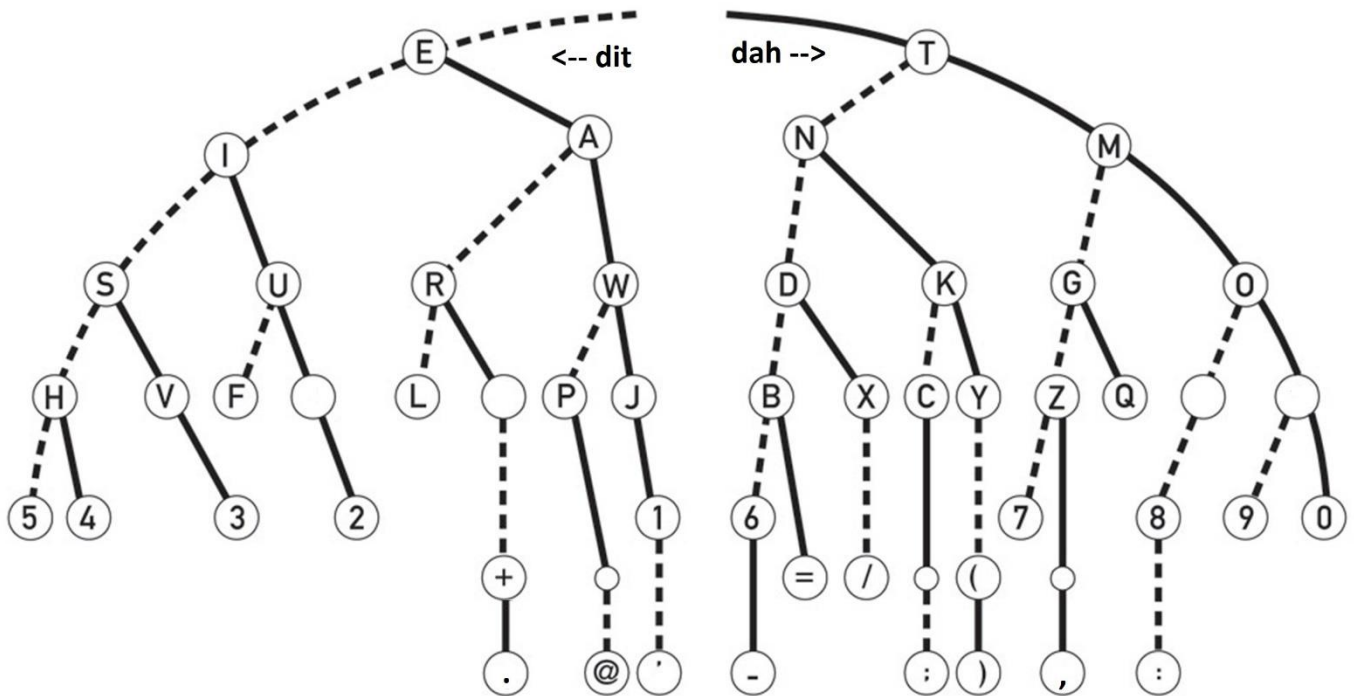 <-- dit dah -->
E T
I A N M
S U R W D K G O
H V F L P J B X C Y Z Q
5 4 3 2 1 6 7 8 9 0
+ = / (
. @ ' - ; ) , :